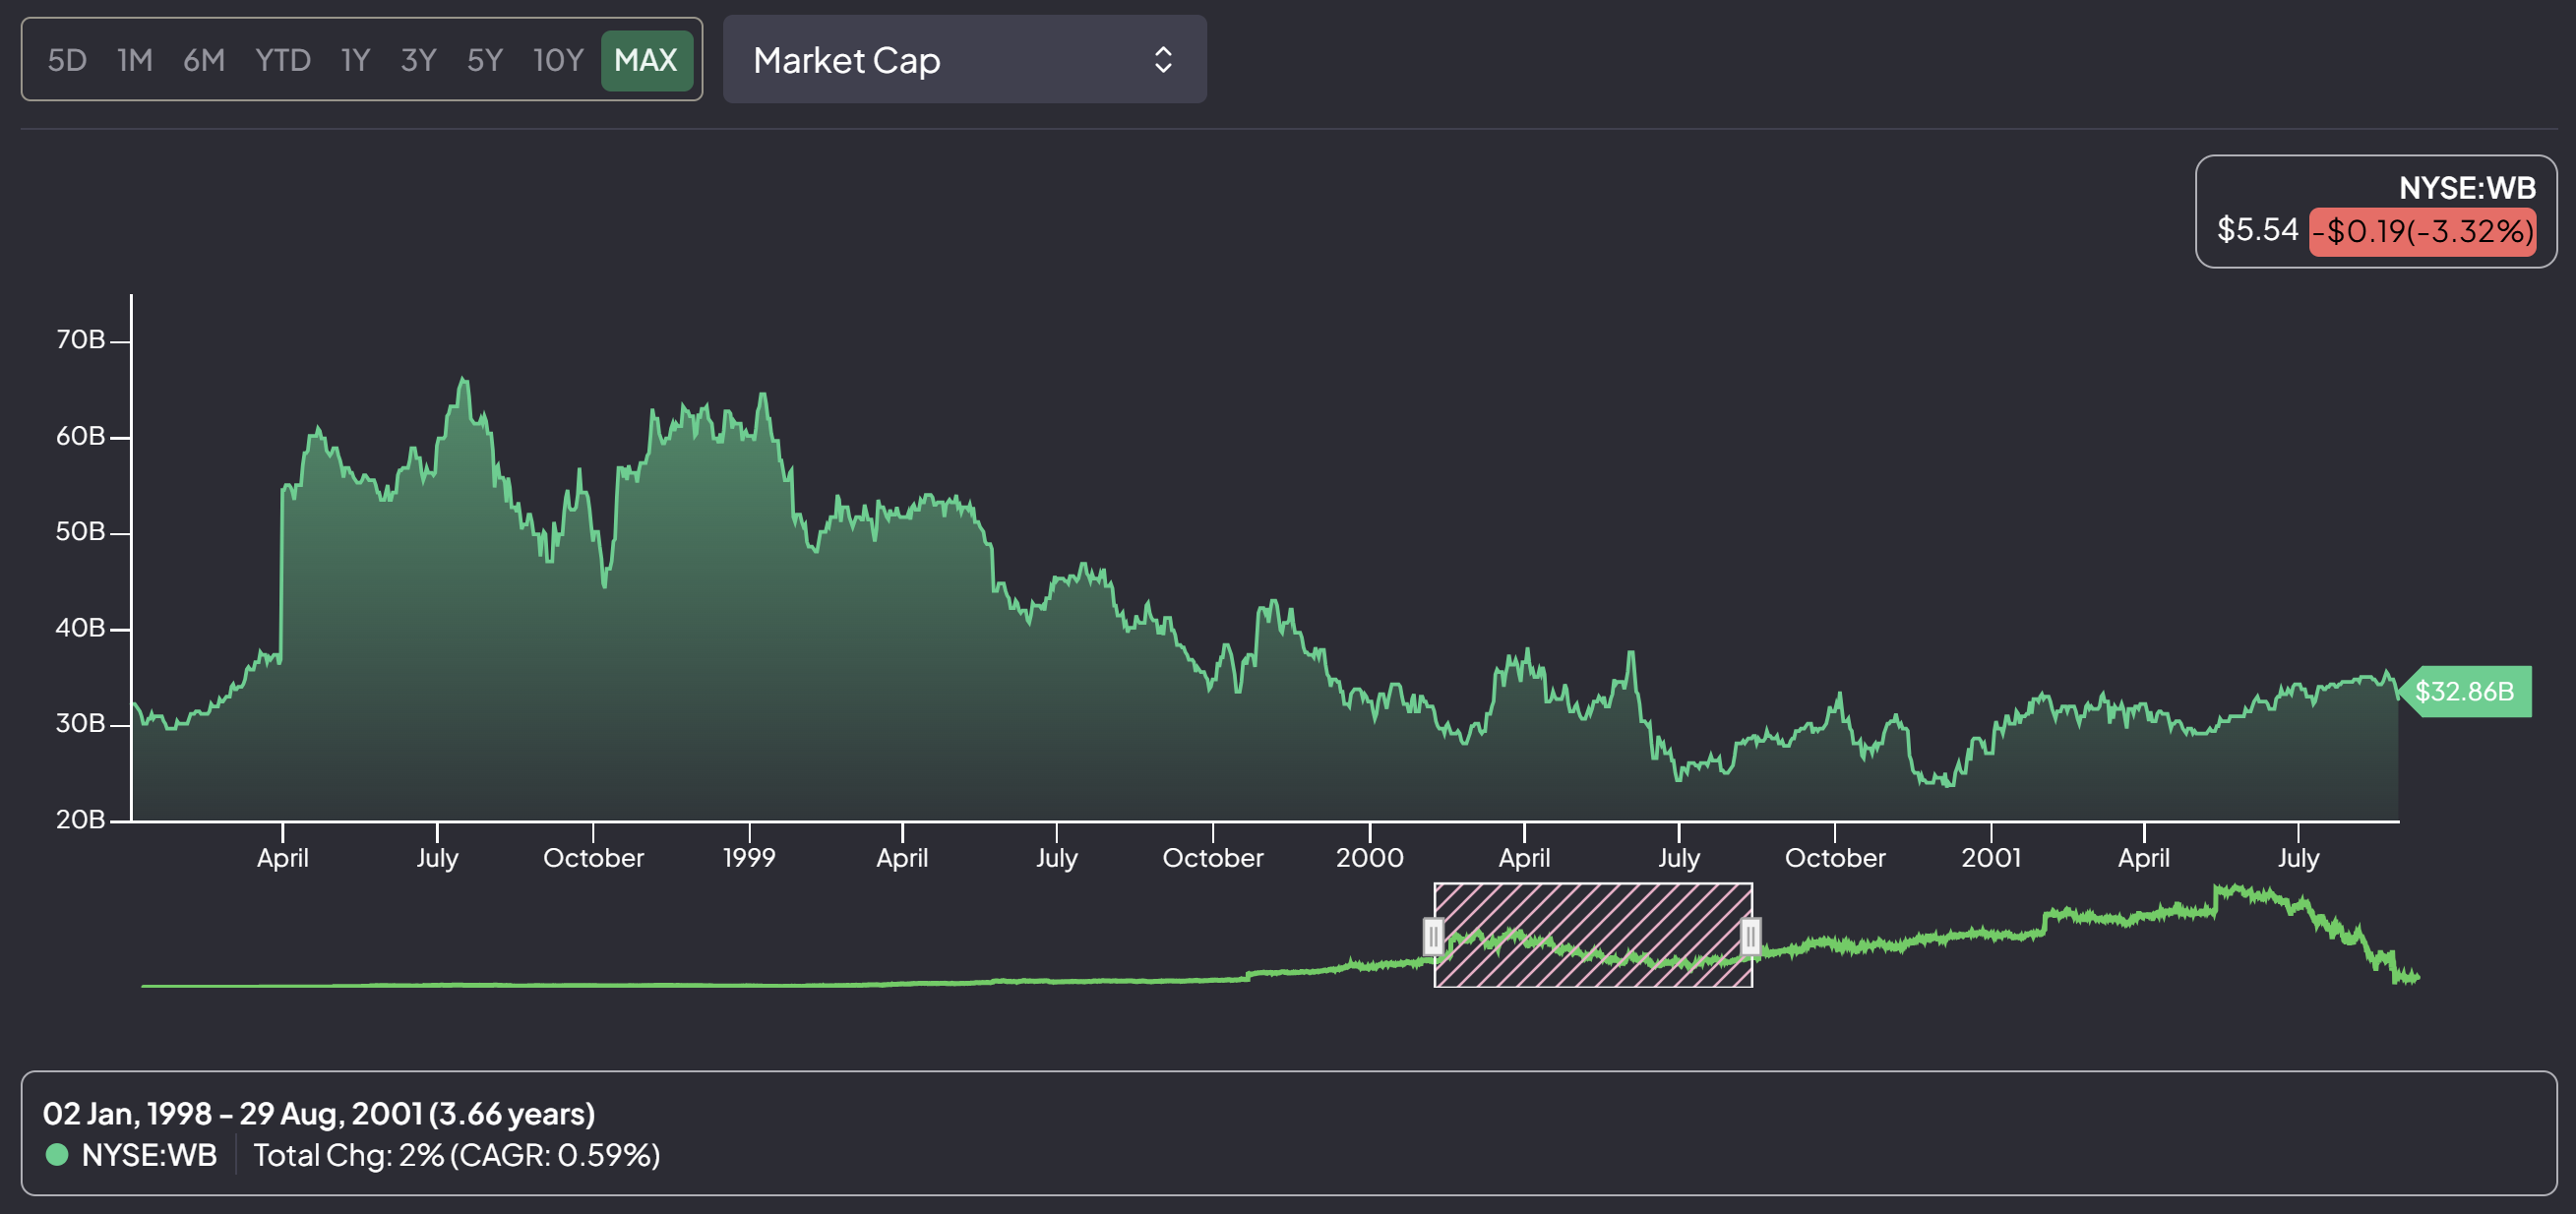 5D 1M 6M YTD 1Y 3Y 5Y 10Y MAX
Market Cap
NYSE:WB
$5.54 -$0.19(-3.32%)
70B
60B
50B
40B
30B
20B
$32.86B
April July October 1999 April July October 2000 April July October 2001 April July
02 Jan, 1998 – 29 Aug, 2001 (3.66 years)
NYSE:WB Total Chg: 2% (CAGR: 0.59%)